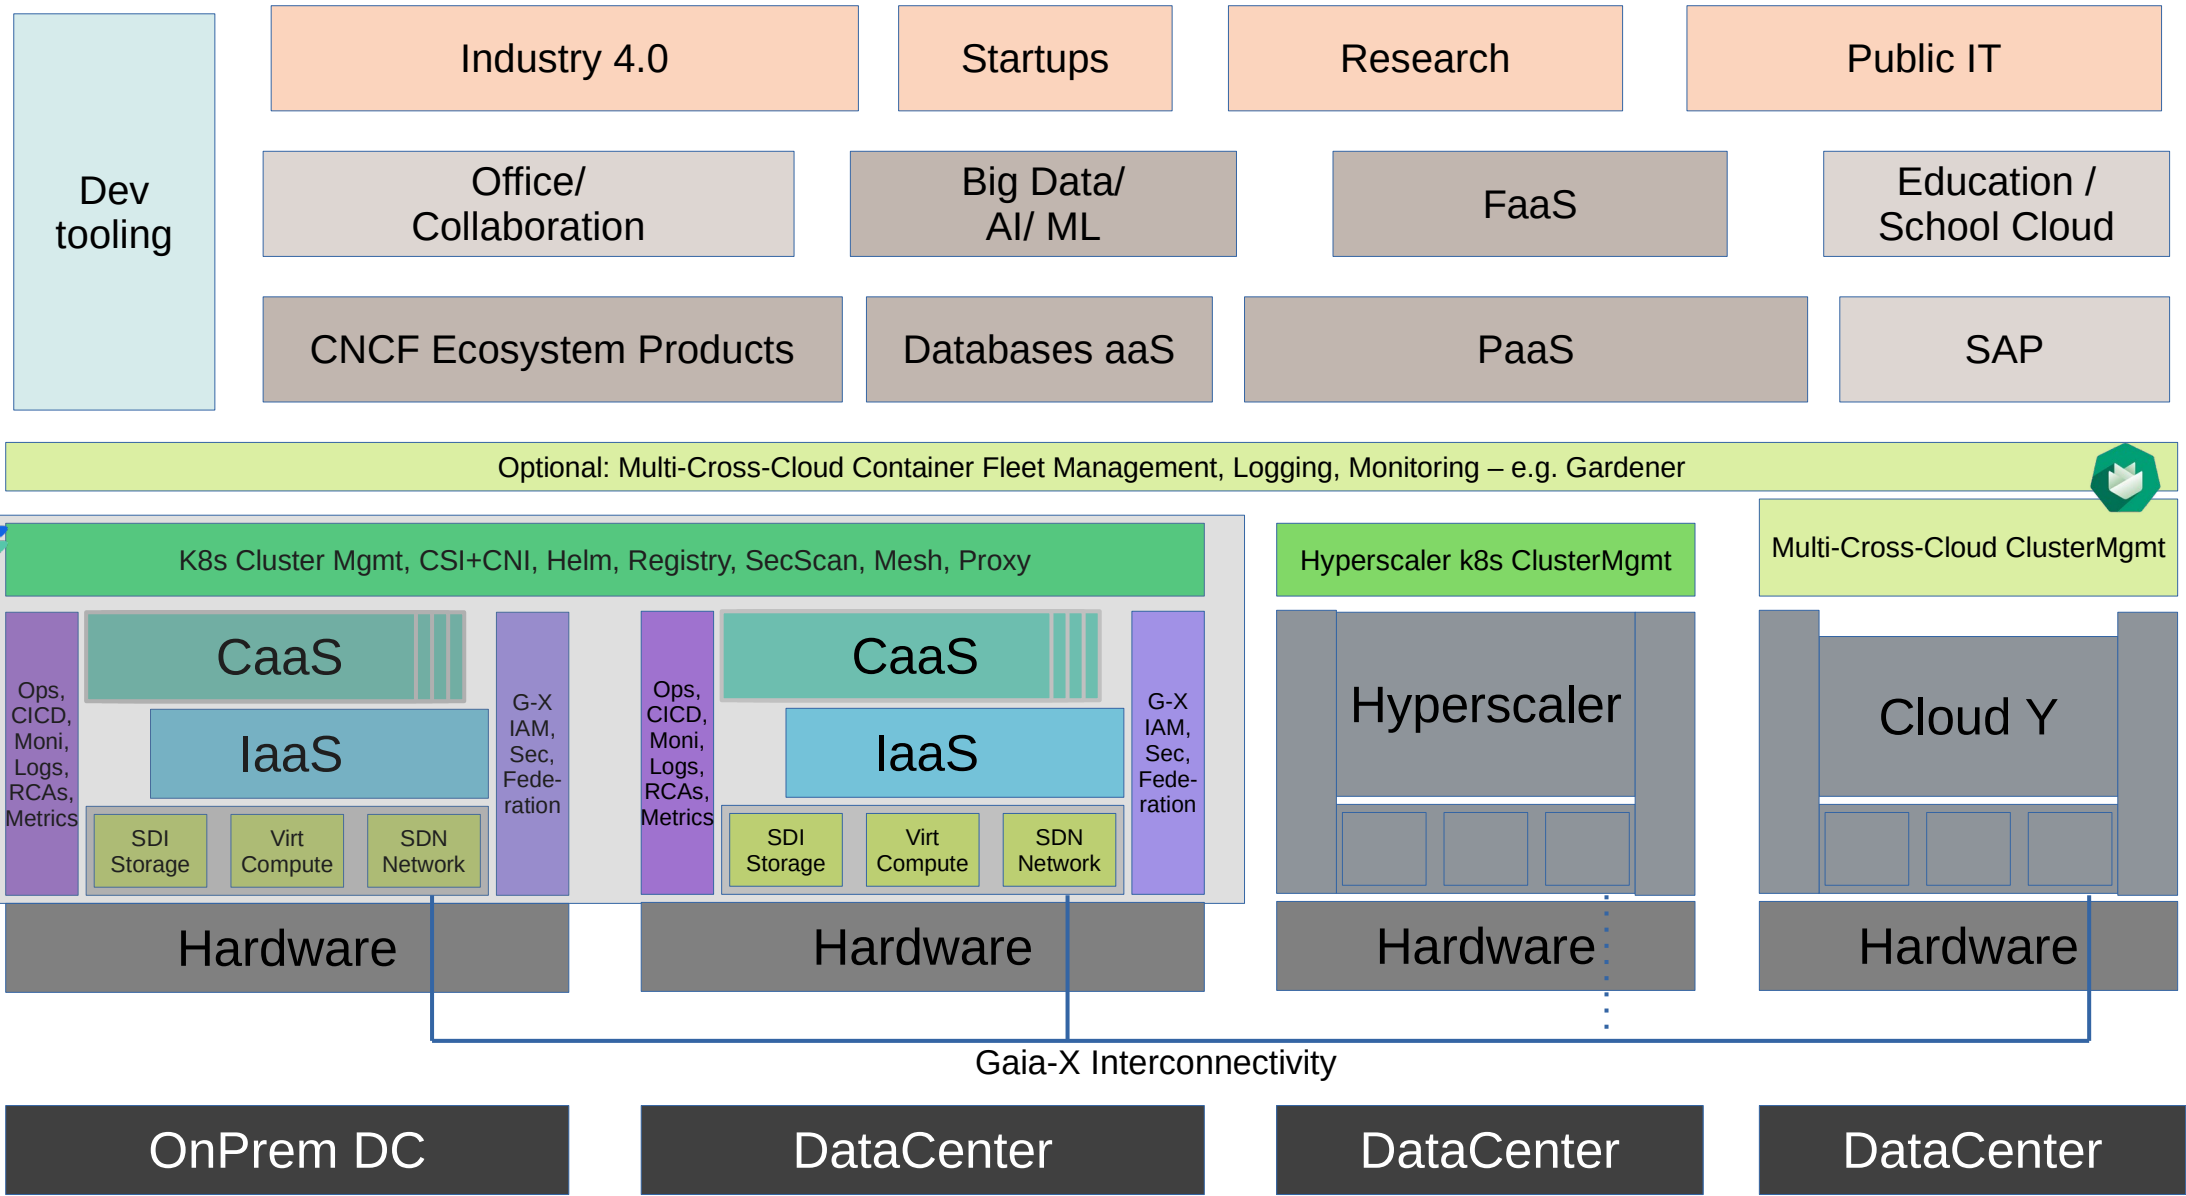 Dev
tooling
Industry 4.0
Startups
Research
Public IT
Office/
Collaboration
Big Data/
AI/ ML
FaaS
Education /
School Cloud
CNCF Ecosystem Products
Databases aaS
PaaS
SAP
Optional: Multi-Cross-Cloud Container Fleet Management, Logging, Monitoring – e.g. Gardener
K8s Cluster Mgmt, CSI+CNI, Helm, Registry, SecScan, Mesh, Proxy
Hyperscaler k8s ClusterMgmt
Multi-Cross-Cloud ClusterMgmt
Ops,
CICD,
Moni,
Logs,
RCAs,
Metrics
CaaS
IaaS
SDI
Storage
Virt
Compute
SDN
Network
G-X
IAM,
Sec,
Fede-
ration
Hardware
Ops,
CICD,
Moni,
Logs,
RCAs,
Metrics
CaaS
IaaS
SDI
Storage
Virt
Compute
SDN
Network
G-X
IAM,
Sec,
Fede-
ration
Hardware
Hyperscaler
Hardware
Cloud Y
Hardware
Gaia-X Interconnectivity
OnPrem DC
DataCenter
DataCenter
DataCenter